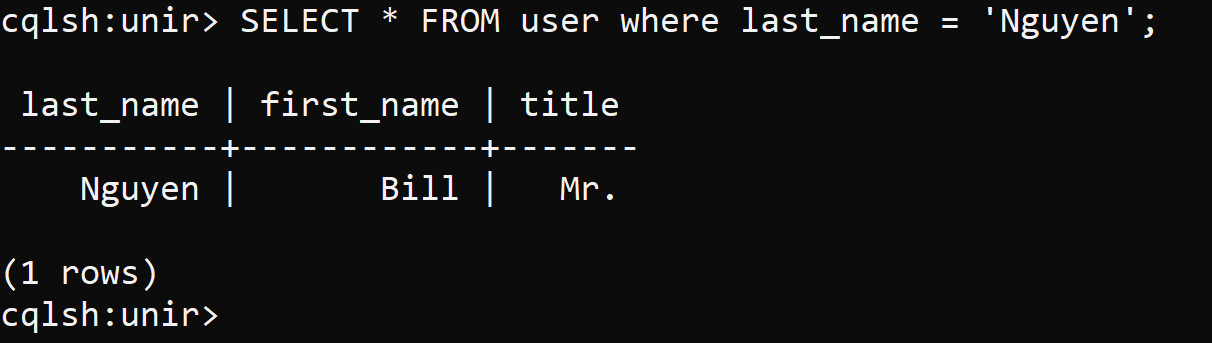 cqlsh:unir> SELECT * FROM user where last_name = 'Nguyen';
 last_name | first_name | title
-----------+------------+-------
    Nguyen |       Bill |   Mr.
(1 rows)
cqlsh:unir>